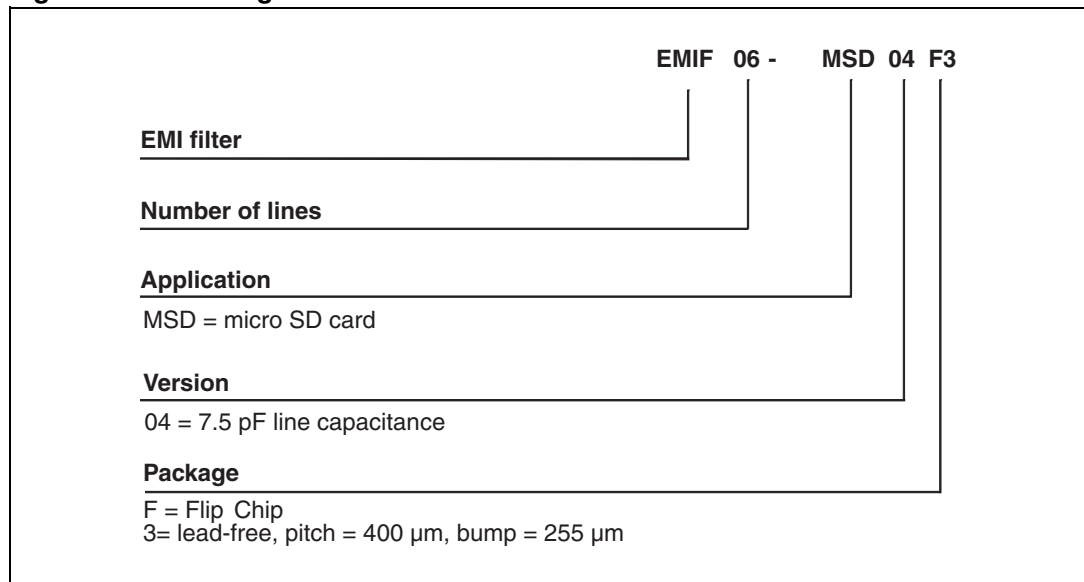 EMIF 06 - MSD 04 F3
EMI filter
Number of lines
Application
MSD = micro SD card
Version
04 = 7.5 pF line capacitance
Package
F = Flip Chip
3= lead-free, pitch = 400 µm, bump = 255 µm